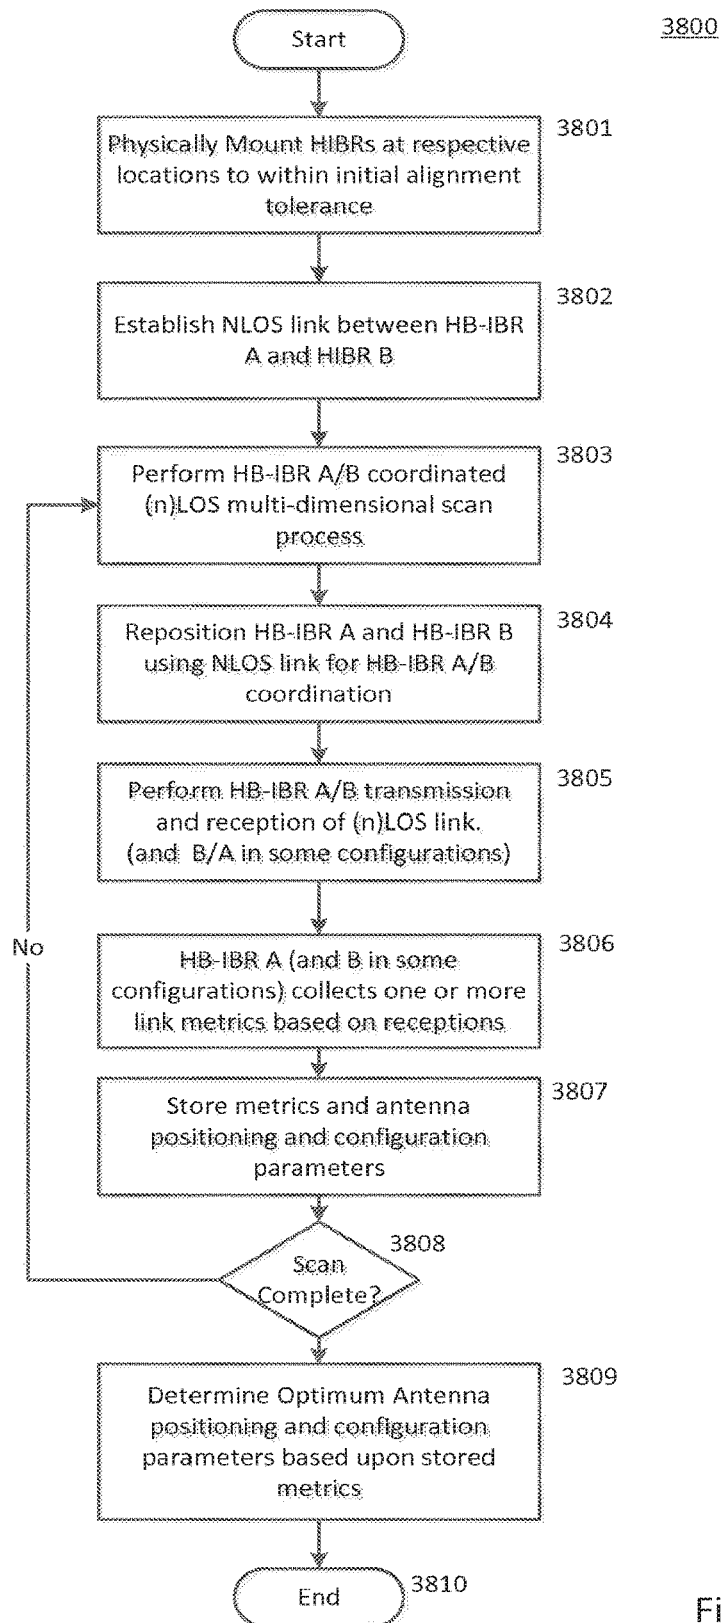 Start
3800
3801
Physically Mount HIBRs at respective
locations to within initial alignment
tolerance
3802
Establish NLOS link between HB-IBR
A and HIBR B
3803
Perform HB-IBR A/B coordinated
(n)LOS multi-dimensional scan
process
3804
Reposition HB-IBR A and HB-IBR B
using NLOS link for HB-IBR A/B
coordination
3805
Perform HB-IBR A/B transmission
and reception of (n)LOS link.
(and B/A in some configurations)
No
3806
HB-IBR A (and B in some
configurations) collects one or more
link metrics based on receptions
3807
Store metrics and antenna
positioning and configuration
parameters
3808
Scan
Complete?
3809
Determine Optimum Antenna
positioning and configuration
parameters based upon stored
metrics
3810
End